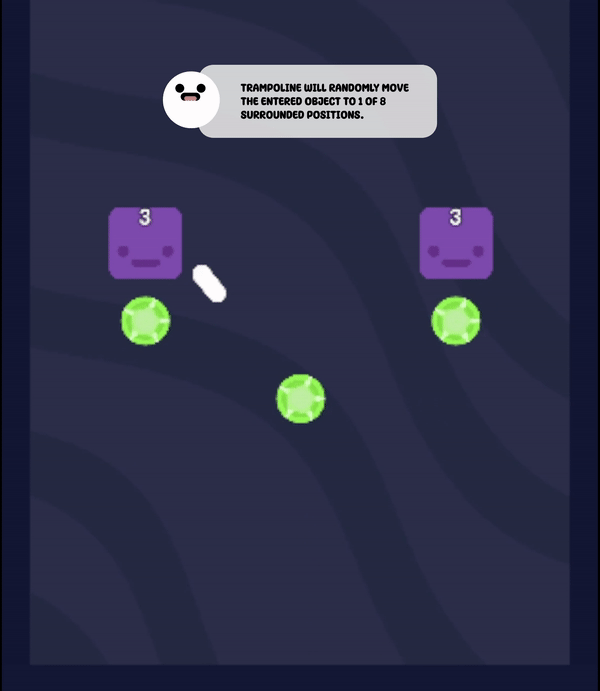 TRAMPOLINE WILL RANDOMLY MOVE
THE ENTERED OBJECT TO 1 OF 8
SURROUNDED POSITIONS.
3 3